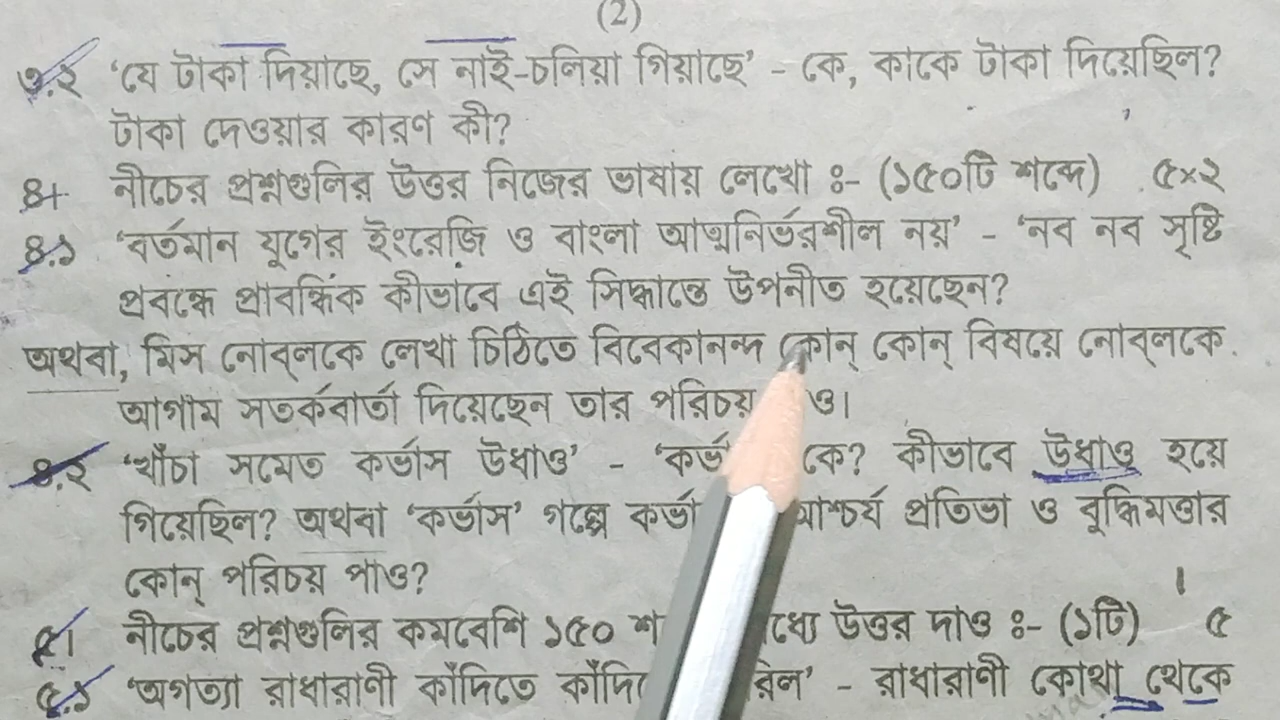 (2)
৩.২ ‘যে টাকা দিয়াছে, সে নাই-চলিয়া গিয়াছে’ - কে, কাকে টাকা দিয়েছিল?
টাকা দেওয়ার কারণ কী?
৪। নীচের প্রশ্নগুলির উত্তর নিজের ভাষায় লেখো ঃ- (১৫০টি শব্দে) ৫×২
৪.১ ‘বর্তমান যুগের ইংরেজি ও বাংলা আত্মনির্ভরশীল নয়’ - ‘নব নব সৃষ্টি
প্রবন্ধে প্রাবন্ধিক কীভাবে এই সিদ্ধান্তে উপনীত হয়েছেন?
অথবা, মিস নোব্‌লকে লেখা চিঠিতে বিবেকানন্দ কোন্ কোন্ বিষয়ে নোব্‌লকে
আগাম সতর্কবার্তা দিয়েছেন তার পরিচয় ও।
৪.২ ‘খাঁচা সমেত কর্ভাস উধাও’ - ‘কর্ভা কে? কীভাবে উধাও হয়ে
গিয়েছিল? অথবা ‘কর্ভাস’ গল্পে কর্ভা আশ্চর্য প্রতিভা ও বুদ্ধিমত্তার
কোন্ পরিচয় পাও?
৫। নীচের প্রশ্নগুলির কমবেশি ১৫০ শ ধ্যে উত্তর দাও ঃ- (১টি) ৫
৫.১ ‘অগত্যা রাধারাণী কাঁদিতে কাঁদি রিল’ - রাধারাণী কোথা থেকে